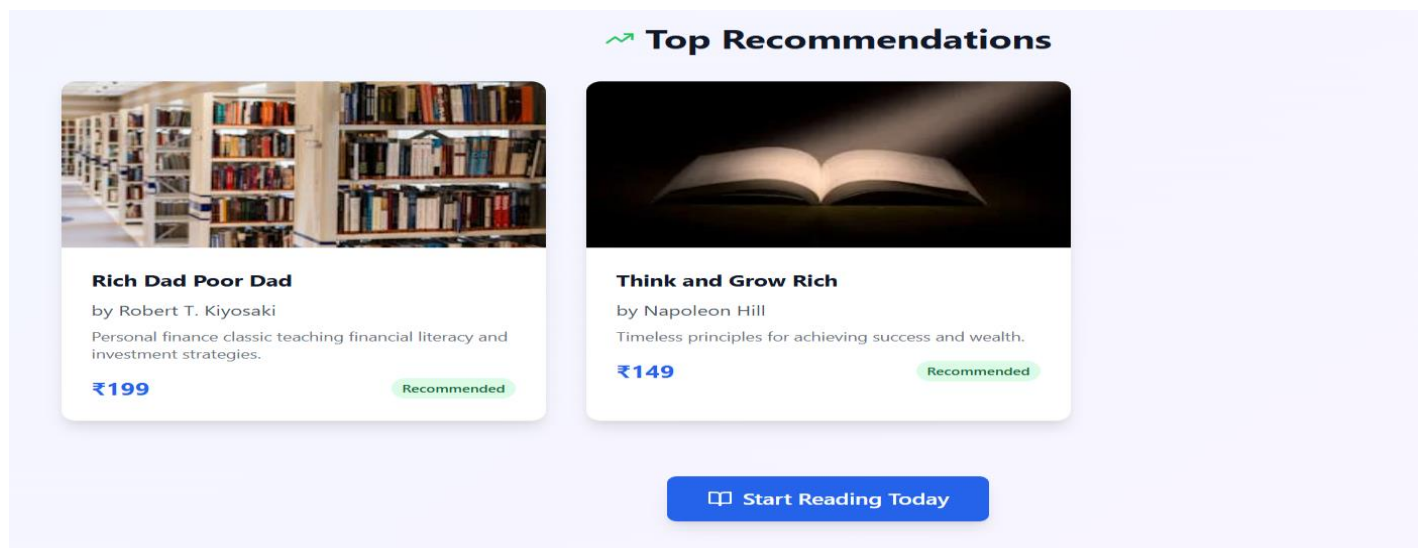 Top Recommendations
Rich Dad Poor Dad
by Robert T. Kiyosaki
Personal finance classic teaching financial literacy and
investment strategies.
₹199
Recommended
Think and Grow Rich
by Napoleon Hill
Timeless principles for achieving success and wealth.
₹149
Recommended
Start Reading Today